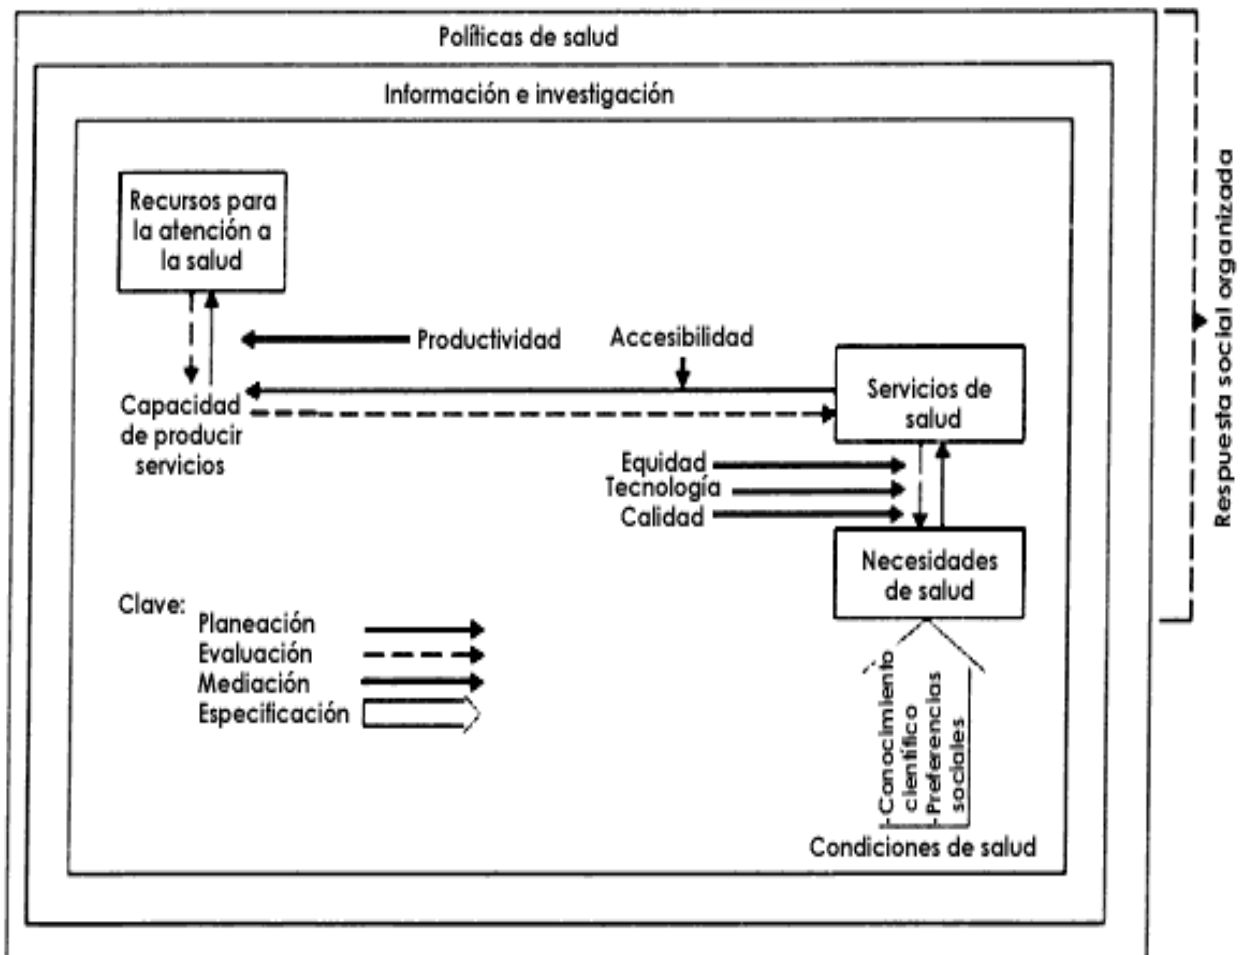 Políticas de salud
Información e investigación
Recursos para
la atención a
la salud
Productividad
Accesibilidad
Capacidad
de producir
servicios
Servicios de
salud
Equidad
Tecnología
Calidad
Necesidades
de salud
Clave:
Planeación
Evaluación
Mediación
Especificación
-Conocimiento
científico
-Preferencias
sociales
Condiciones de salud
Respuesta social organizada